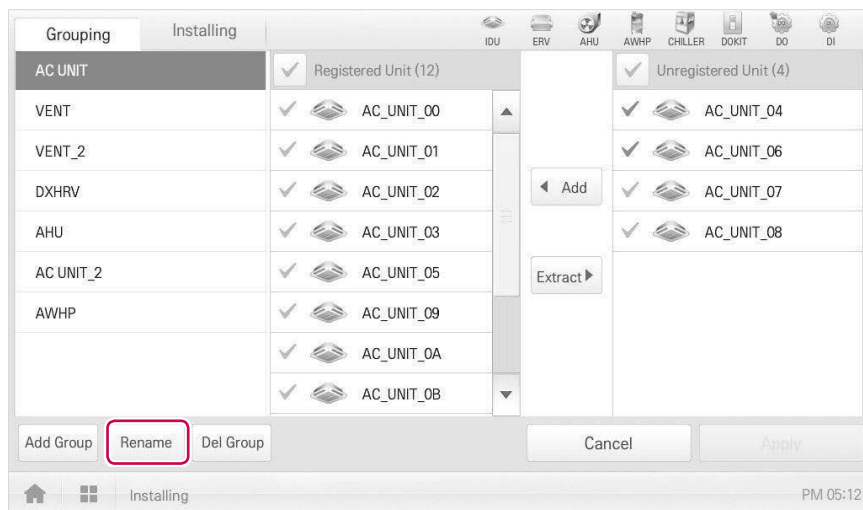 Grouping
Installing
IDU
ERV
AHU
AWHP
CHILLER
DOKIT
DO
DI
AC UNIT
VENT
VENT_2
DXHRV
AHU
AC UNIT_2
AWHP
Registered Unit (12)
AC_UNIT_00
AC_UNIT_01
AC_UNIT_02
AC_UNIT_03
AC_UNIT_05
AC_UNIT_09
AC_UNIT_0A
AC_UNIT_0B
Add
Extract
Unregistered Unit (4)
AC_UNIT_04
AC_UNIT_06
AC_UNIT_07
AC_UNIT_08
Add Group
Rename
Del Group
Cancel
Apply
Installing
PM 05:12